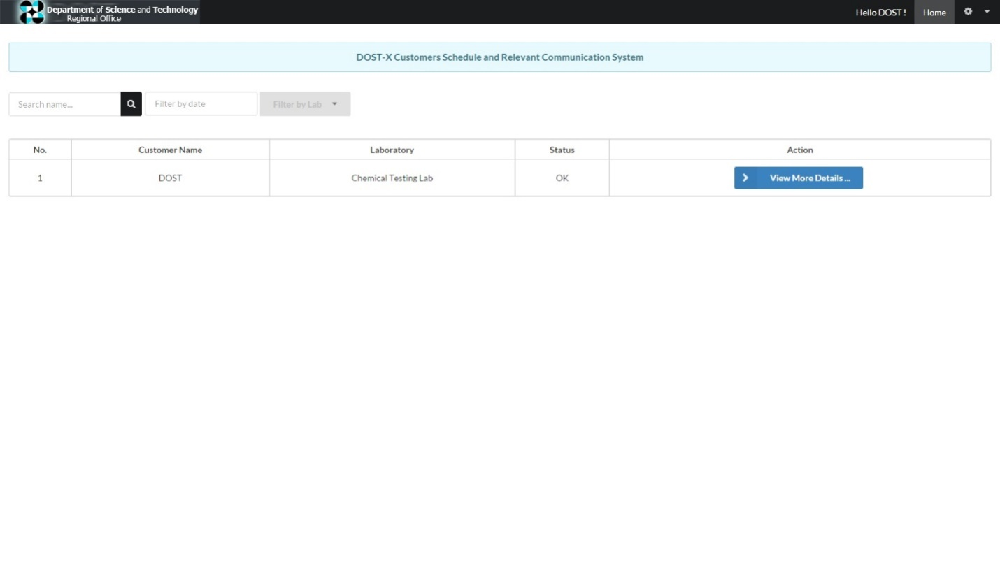 Department of Science and Technology
Regional Office
Hello DOST !
Home
DOST-X Customers Schedule and Relevant Communication System
Search name...
Filter by date
Filter by Lab
No. Customer Name Laboratory Status Action
1 DOST Chemical Testing Lab OK View More Details ...